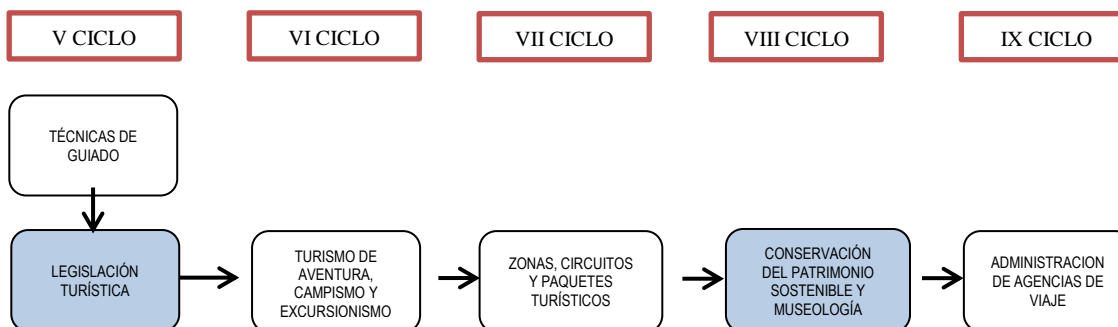 V CICLO
VI CICLO
VII CICLO
VIII CICLO
IX CICLO
TÉCNICAS DE
GUIADO
LEGISLACIÓN
TURÍSTICA
TURISMO DE
AVENTURA,
CAMPISMO Y
EXCURSIONISMO
ZONAS, CIRCUITOS
Y PAQUETES
TURÍSTICOS
CONSERVACIÓN
DEL PATRIMONIO
SOSTENIBLE Y
MUSEOLOGÍA
ADMINISTRACION
DE AGENCIAS DE
VIAJE